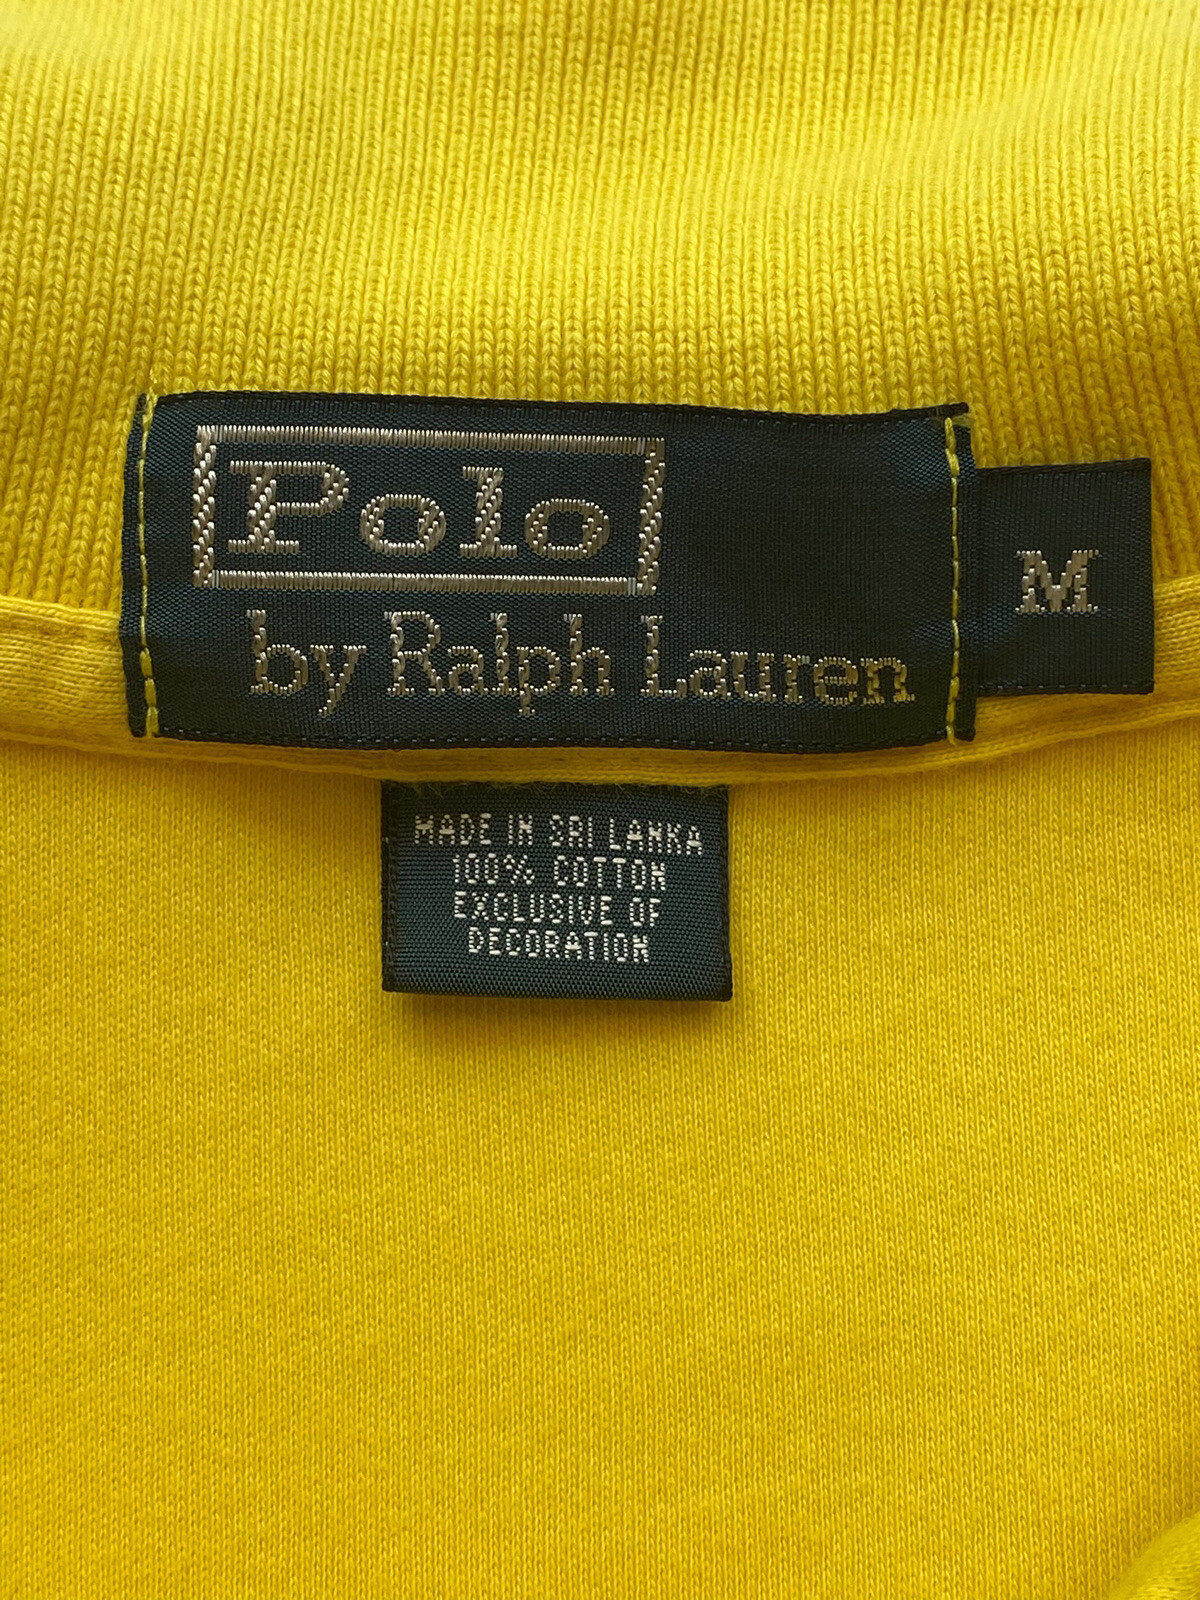 Polo
by Ralph Lauren
M
MADE IN SRI LANKA
100% COTTON
EXCLUSIVE OF
DECORATION